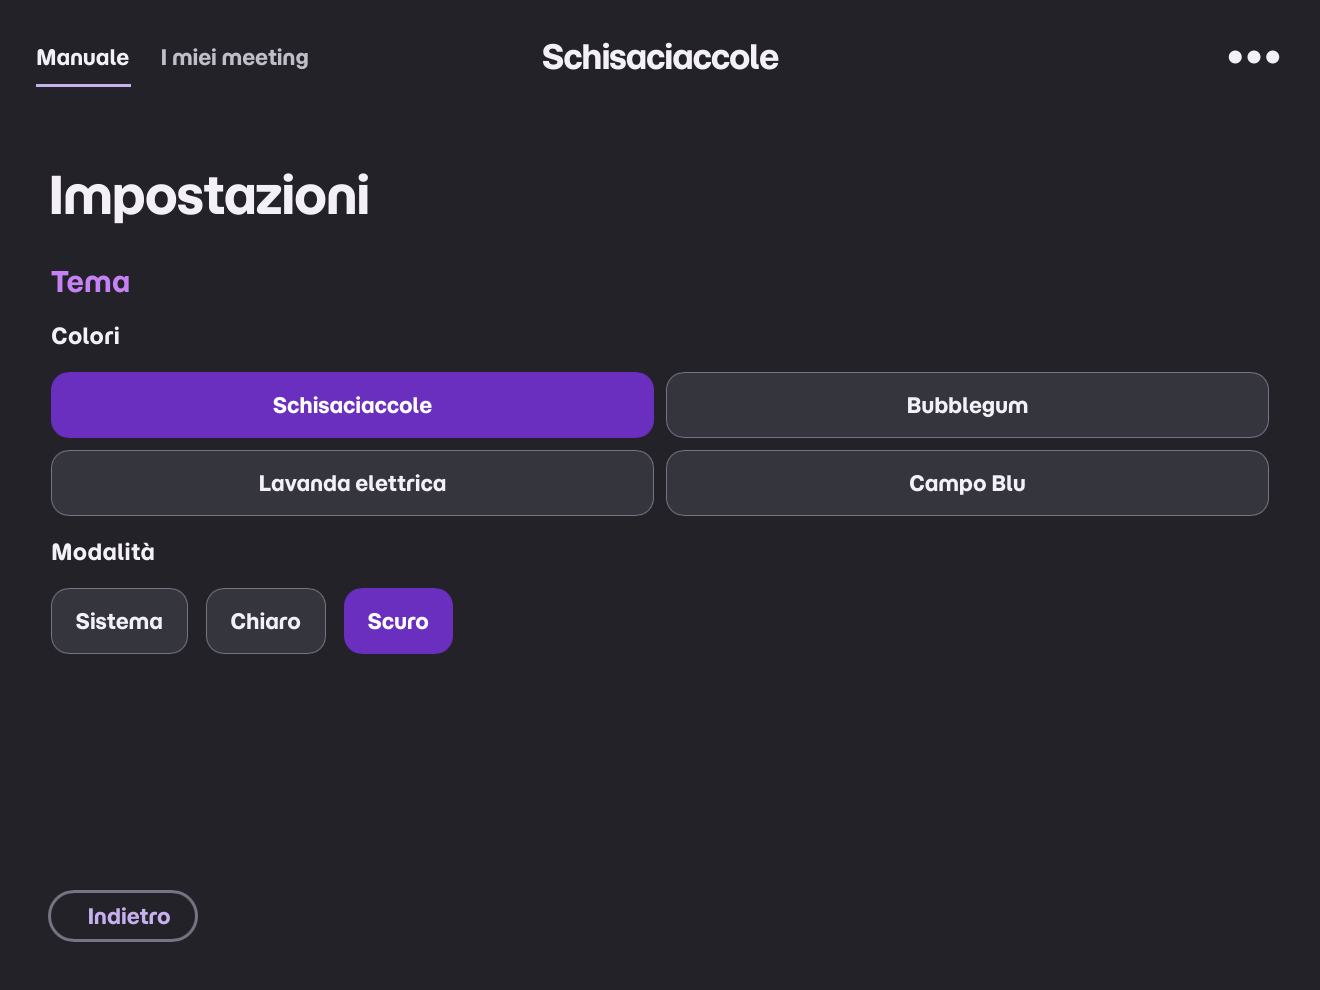 Manuale I miei meeting Schisaciaccole
Impostazioni
Tema
Colori
Schisaciaccole Bubblegum
Lavanda elettrica Campo Blu
Modalità
Sistema Chiaro Scuro
Indietro